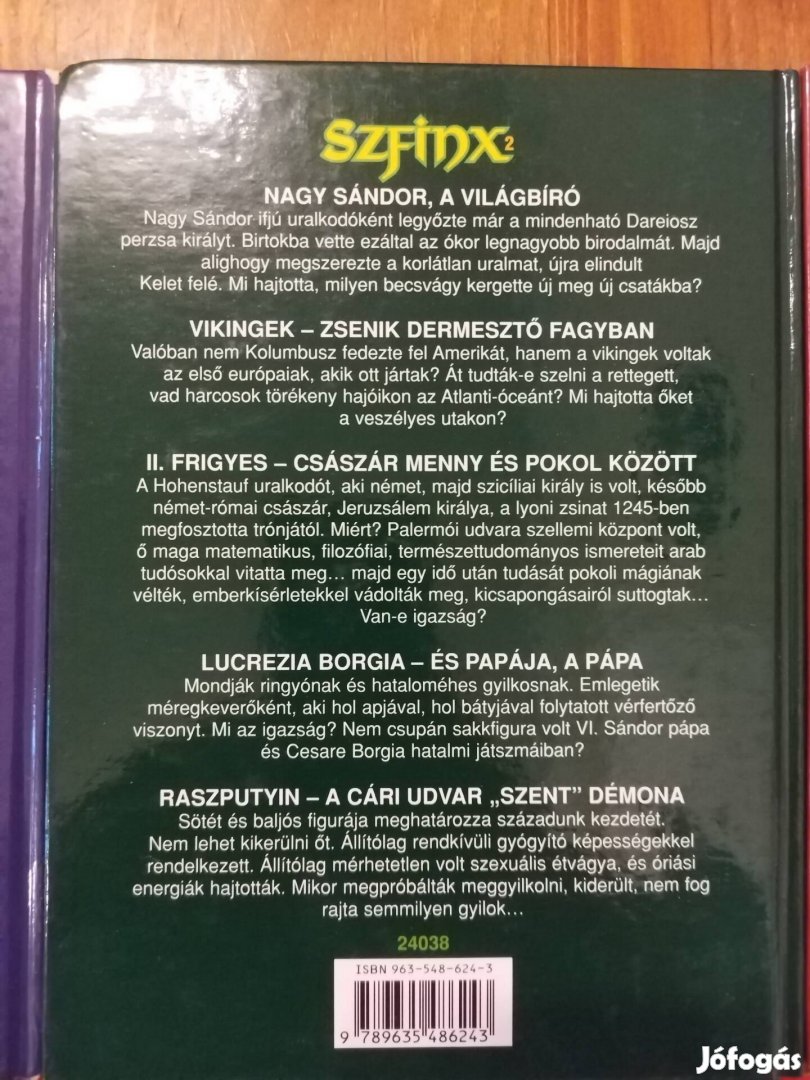 SZFINX 2
NAGY SÁNDOR, A VILÁGBÍRÓ
Nagy Sándor ifjú uralkodóként legyőzte már a mindenható Dareiosz
perzsa királyt. Birtokba vette ezáltal az ókor legnagyobb birodalmát. Majd
alighogy megszerezte a korlátlan uralmat, újra elindult
Kelet felé. Mi hajtotta, milyen becsvágy kergette új meg új csatákba?
VIKINGEK – ZSENIK DERMESZTŐ FAGYBAN
Valóban nem Kolumbusz fedezte fel Amerikát, hanem a vikingek voltak
az első európaiak, akik ott jártak? Át tudták-e szelni a rettegett,
vad harcosok törékeny hajóikon az Atlanti-óceánt? Mi hajtotta őket
a veszélyes utakon?
II. FRIGYES – CSÁSZÁR MENNY ÉS POKOL KÖZÖTT
A Hohenstauf uralkodót, aki német, majd szicíliai király is volt, később
német-római császár, Jeruzsálem királya, a lyoni zsinat 1245-ben
megfosztotta trónjától. Miért? Palermói udvara szellemi központ volt,
ő maga matematikus, filozófiai, természettudományos ismereteit arab
tudósokkal vitatta meg… majd egy idő után tudását pokoli mágiának
vélték, emberkísérletekkel vádolták meg, kicsapongásairól suttogtak…
Van-e igazság?
LUCREZIA BORGIA – ÉS PAPÁJA, A PÁPA
Mondják ringyónak és hataloméhes gyilkosnak. Emlegetik
méregkeverőként, aki hol apjával, hol bátyjával folytatott vérfertőző
viszonyt. Mi az igazság? Nem csupán sakkfigura volt VI. Sándor pápa
és Cesare Borgia hatalmi játszmáiban?
RASZPUTYIN – A CÁRI UDVAR „SZENT” DÉMONA
Sötét és baljós figurája meghatározza századunk kezdetét.
Nem lehet kikerülni őt. Állítólag rendkívüli gyógyító képességekkel
rendelkezett. Állítólag mérhetetlen volt szexuális étvágya, és óriási
energiák hajtották. Mikor megpróbálták meggyilkolni, kiderült, nem fog
rajta semmilyen gyilok…
24038
ISBN 963-548-624-3
9 789635 486243
Jófogás